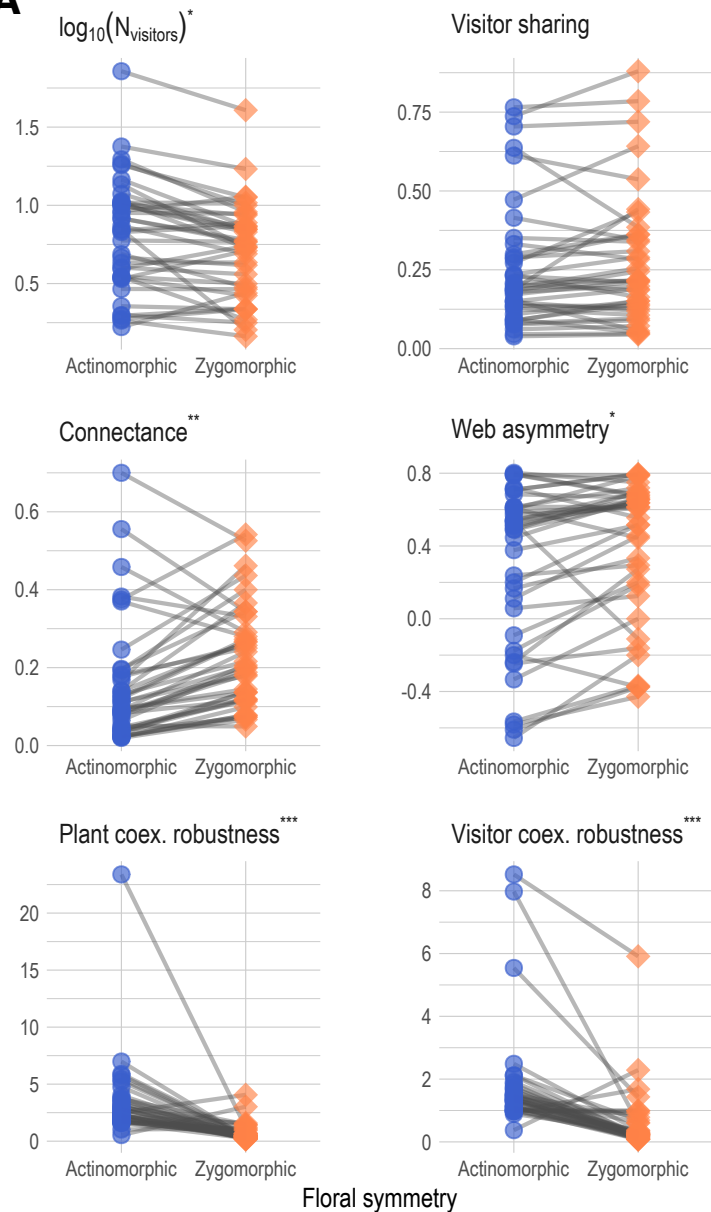 A
log10(Nvisitors)*
Visitor sharing
1.5
1.0
0.5
0.75
0.50
0.25
0.00
Actinomorphic Zygomorphic
Actinomorphic Zygomorphic
Connectance**
Web asymmetry*
0.6
0.4
0.2
0.0
0.8
0.4
0.0
-0.4
Actinomorphic Zygomorphic
Actinomorphic Zygomorphic
Plant coex. robustness***
Visitor coex. robustness***
20
15
10
5
0
8
6
4
2
0
Actinomorphic Zygomorphic
Actinomorphic Zygomorphic
Floral symmetry